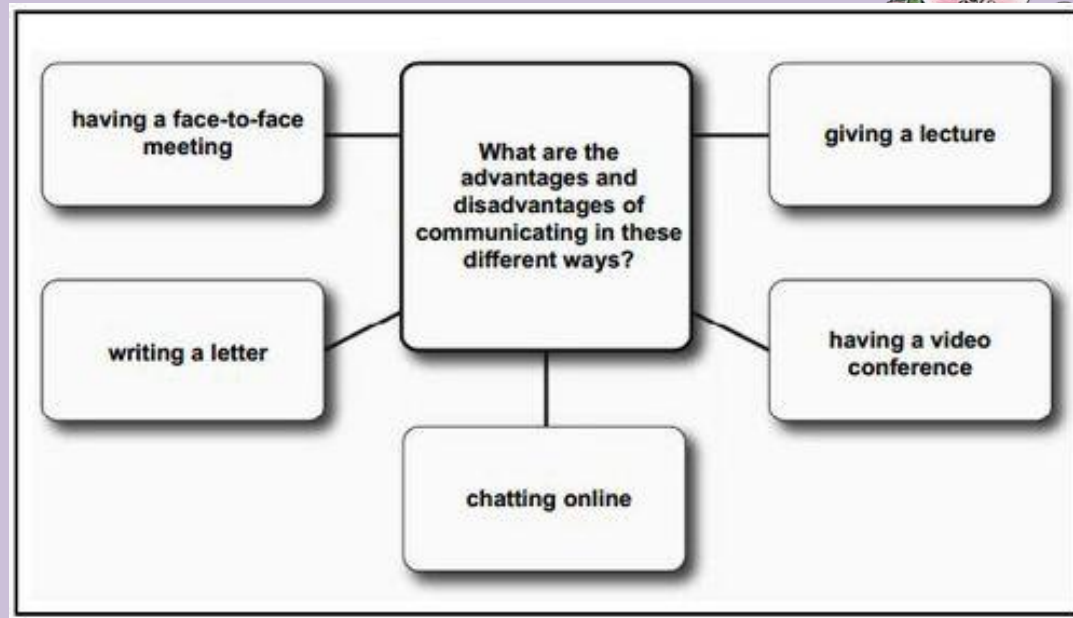 having a face-to-face
meeting
What are the
advantages and
disadvantages of
communicating in these
different ways?
giving a lecture
writing a letter
having a video
conference
chatting online